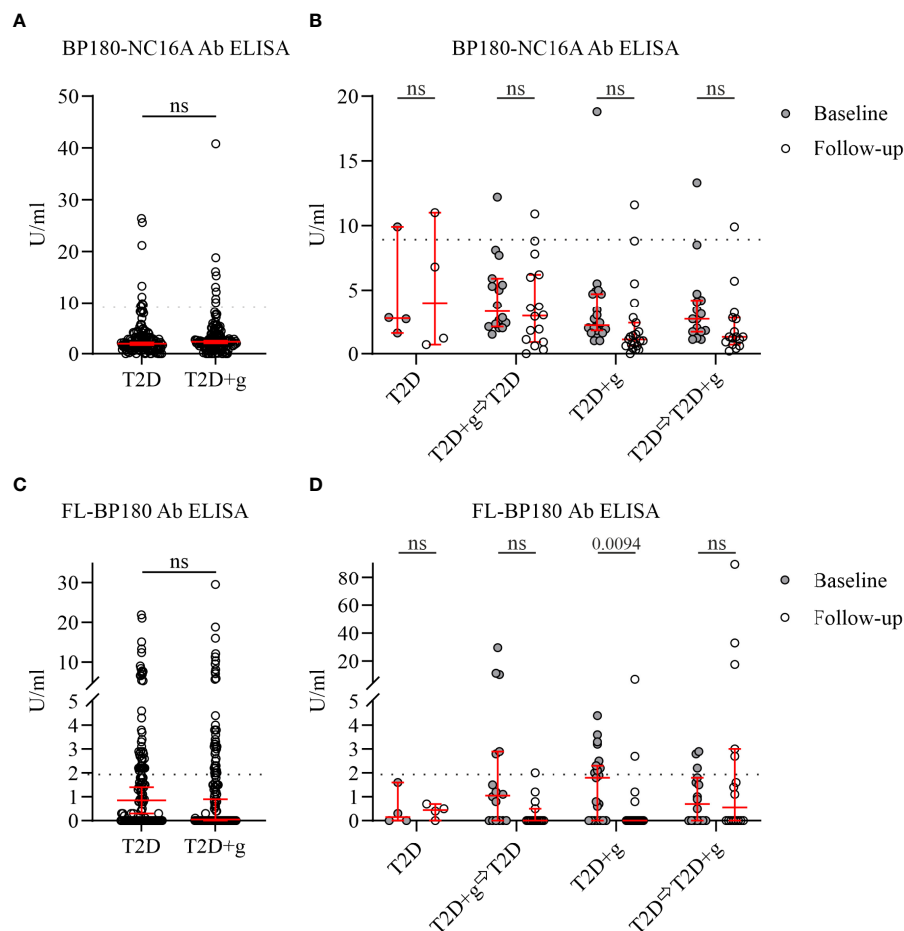 A
BP180-NC16A Ab ELISA
ns
U/ml
50
40
30
20
10
0
T2D
T2D+g
B
BP180-NC16A Ab ELISA
ns
ns
ns
ns
20
15
10
5
0
T2D
T2D+g⇨T2D
T2D+g
T2D⇨T2D+g
Baseline
Follow-up
C
FL-BP180 Ab ELISA
ns
U/ml
30
20
10
5
4
3
2
1
0
T2D
T2D+g
D
FL-BP180 Ab ELISA
ns
ns
0.0094
ns
U/ml
80
60
40
20
5
4
3
2
1
0
T2D
T2D+g⇨T2D
T2D+g
T2D⇨T2D+g
Baseline
Follow-up